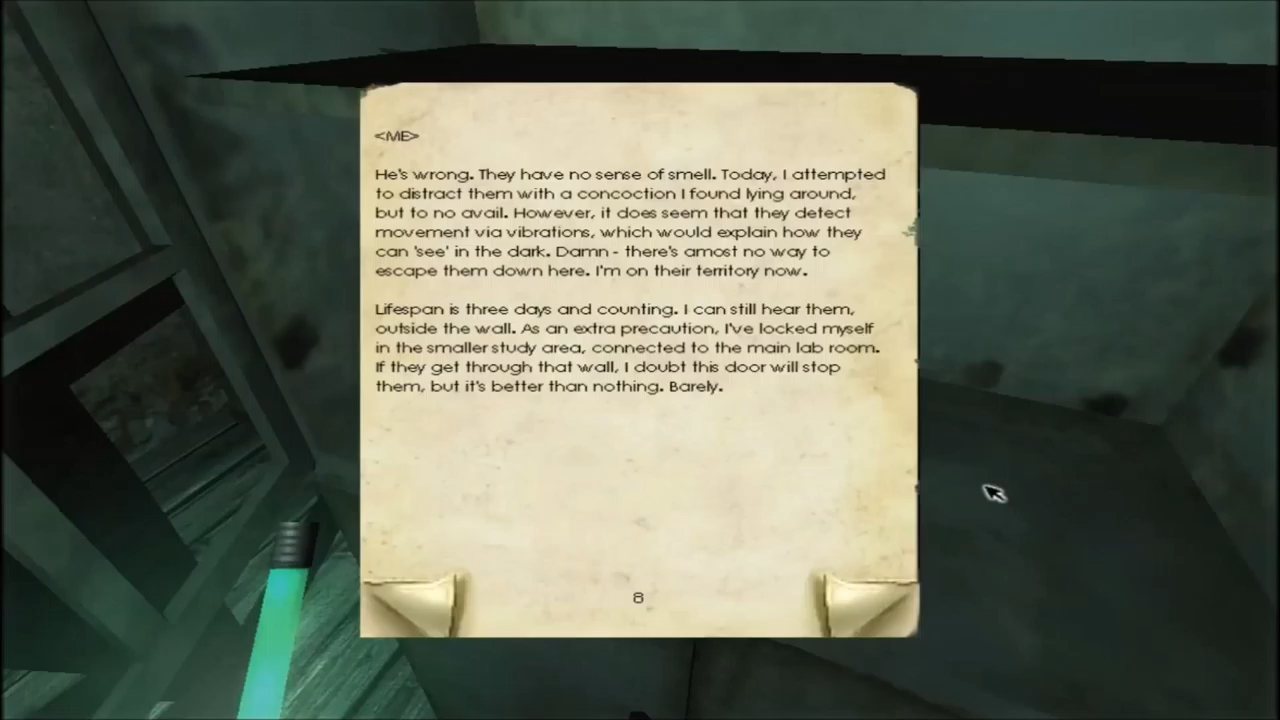 <ME>
He's wrong. They have no sense of smell. Today, I attempted
to distract them with a concoction I found lying around,
but to no avail. However, it does seem that they detect
movement via vibrations, which would explain how they
can 'see' in the dark. Damn - there's amost no way to
escape them down here. I'm on their territory now.
Lifespan is three days and counting. I can still hear them,
outside the wall. As an extra precaution, I've locked myself
in the smaller study area, connected to the main lab room.
If they get through that wall, I doubt this door will stop
them, but it's better than nothing. Barely.
8